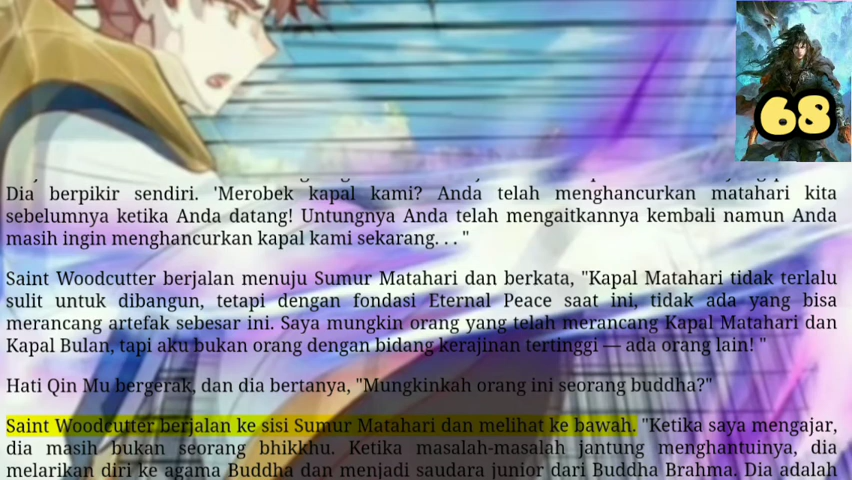 68
Dia berpikir sendiri. 'Merobek kapal kami? Anda telah menghancurkan matahari kita
sebelumnya ketika Anda datang! Untungnya Anda telah mengaitkannya kembali namun Anda
masih ingin menghancurkan kapal kami sekarang. . . "
Saint Woodcutter berjalan menuju Sumur Matahari dan berkata, "Kapal Matahari tidak terlalu
sulit untuk dibangun, tetapi dengan fondasi Eternal Peace saat ini, tidak ada yang bisa
merancang artefak sebesar ini. Saya mungkin orang yang telah merancang Kapal Matahari dan
Kapal Bulan, tapi aku bukan orang dengan bidang kerajinan tertinggi — ada orang lain! "
Hati Qin Mu bergerak, dan dia bertanya, "Mungkinkah orang ini seorang buddha?"
Saint Woodcutter berjalan ke sisi Sumur Matahari dan melihat ke bawah. "Ketika saya mengajar,
dia masih bukan seorang bhikkhu. Ketika masalah-masalah jantung menghantuinya, dia
melarikan diri ke agama Buddha dan menjadi saudara junior dari Buddha Brahma. Dia adalah